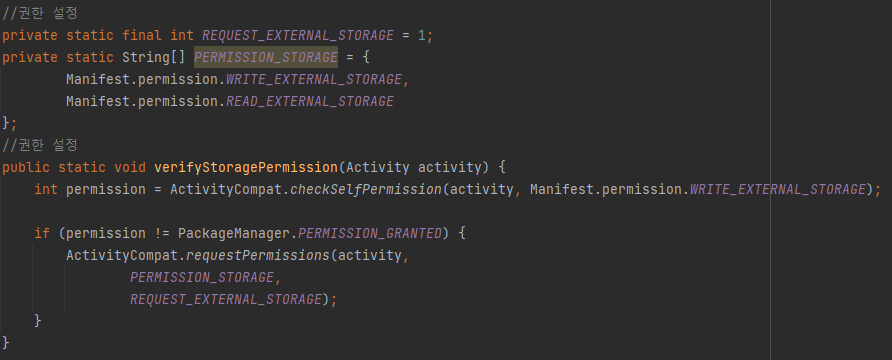 //권한 설정
private static final int REQUEST_EXTERNAL_STORAGE = 1;
private static String[] PERMISSION_STORAGE = {
        Manifest.permission.WRITE_EXTERNAL_STORAGE,
        Manifest.permission.READ_EXTERNAL_STORAGE
};
//권한 설정
public static void verifyStoragePermission(Activity activity) {
    int permission = ActivityCompat.checkSelfPermission(activity, Manifest.permission.WRITE_EXTERNAL_STORAGE);
    if (permission != PackageManager.PERMISSION_GRANTED) {
        ActivityCompat.requestPermissions(activity,
                PERMISSION_STORAGE,
                REQUEST_EXTERNAL_STORAGE);
    }
}